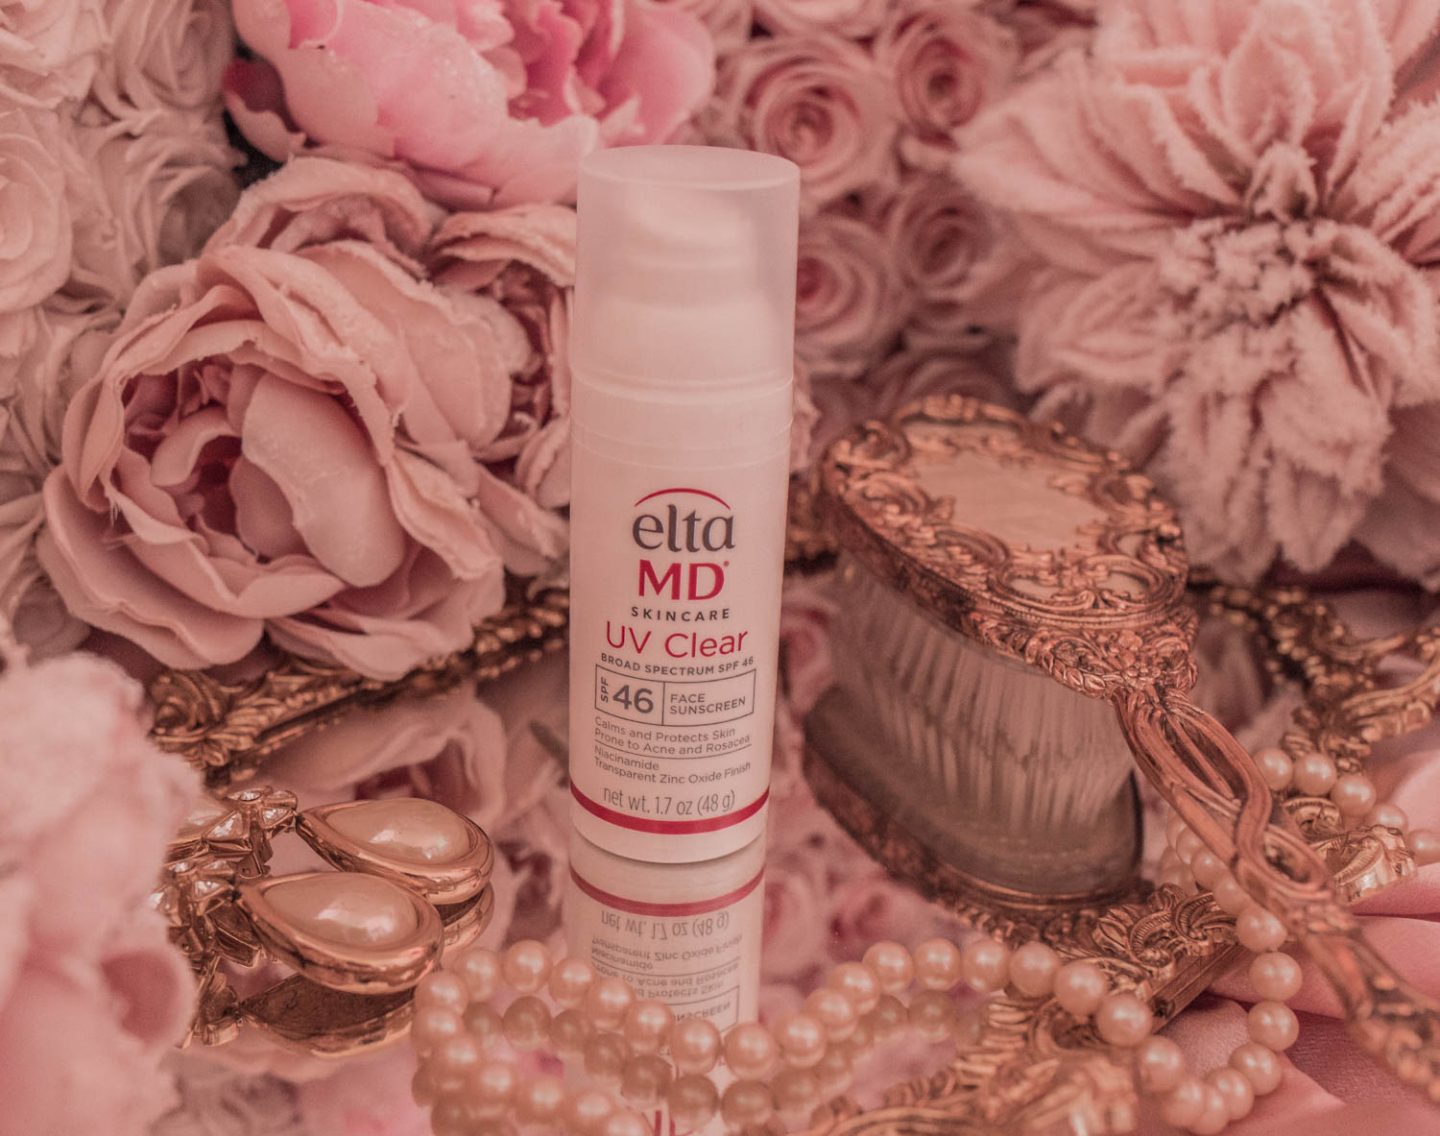 elta
MD®
SKINCARE
UV Clear
BROAD SPECTRUM SPF 46
SPF 46 FACE
SUNSCREEN
Calms and Protects Skin
Prone to Acne and Rosacea
Niacinamide
Transparent Zinc Oxide Finish
net wt. 1.7 oz (48 g)